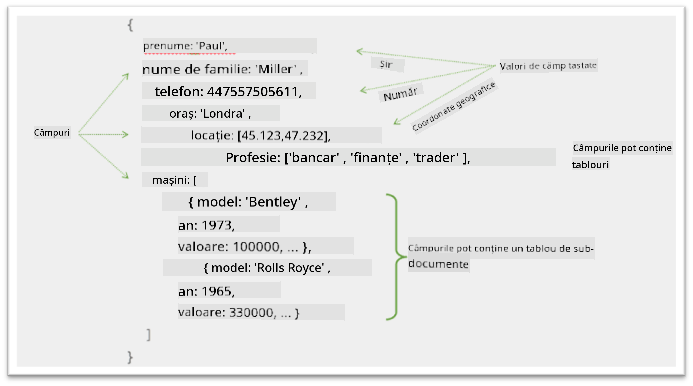 {
prenume: 'Paul',
nume de familie: 'Miller' ,
telefon: 447557505611,
oraș: 'Londra' ,
locație: [45.123,47.232],
Profesie: ['bancar' , 'finanțe' , 'trader' ],
mașini: [
{ model: 'Bentley' ,
an: 1973,
valoare: 100000, ... },
{ model: 'Rolls Royce' ,
an: 1965,
valoare: 330000, ... }
]
}
Câmpuri
Șir
Număr
Coordonate geografice
Valori de câmp tastate
Câmpurile pot conține
tablouri
Câmpurile pot conține un tablou de sub-
documente